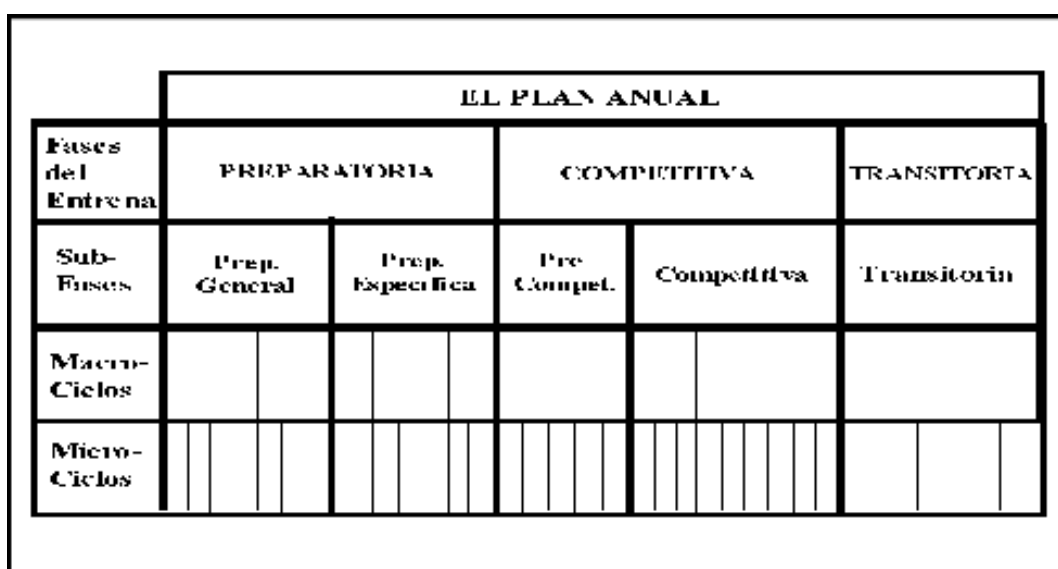 EL PLAN ANUAL
Fases
del
Entrena
PREPARATORIA
COMPETITIVA
TRANSITORIA
Sub-
Fases
Prep.
General
Prep.
Especifica
Pre
Compet.
Competitiva
Transitoria
Macro-
Ciclos
Micro-
Ciclos